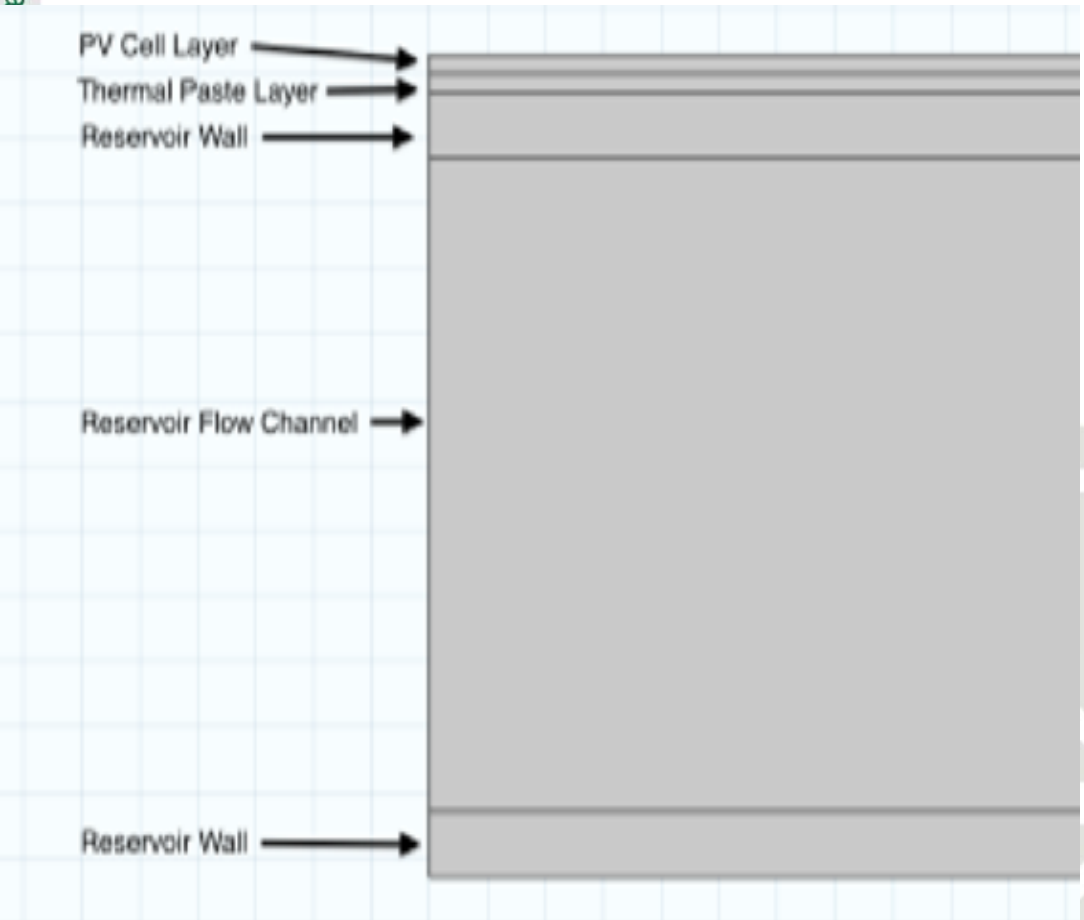 PV Cell Layer
Thermal Paste Layer
Reservoir Wall
Reservoir Flow Channel
Reservoir Wall